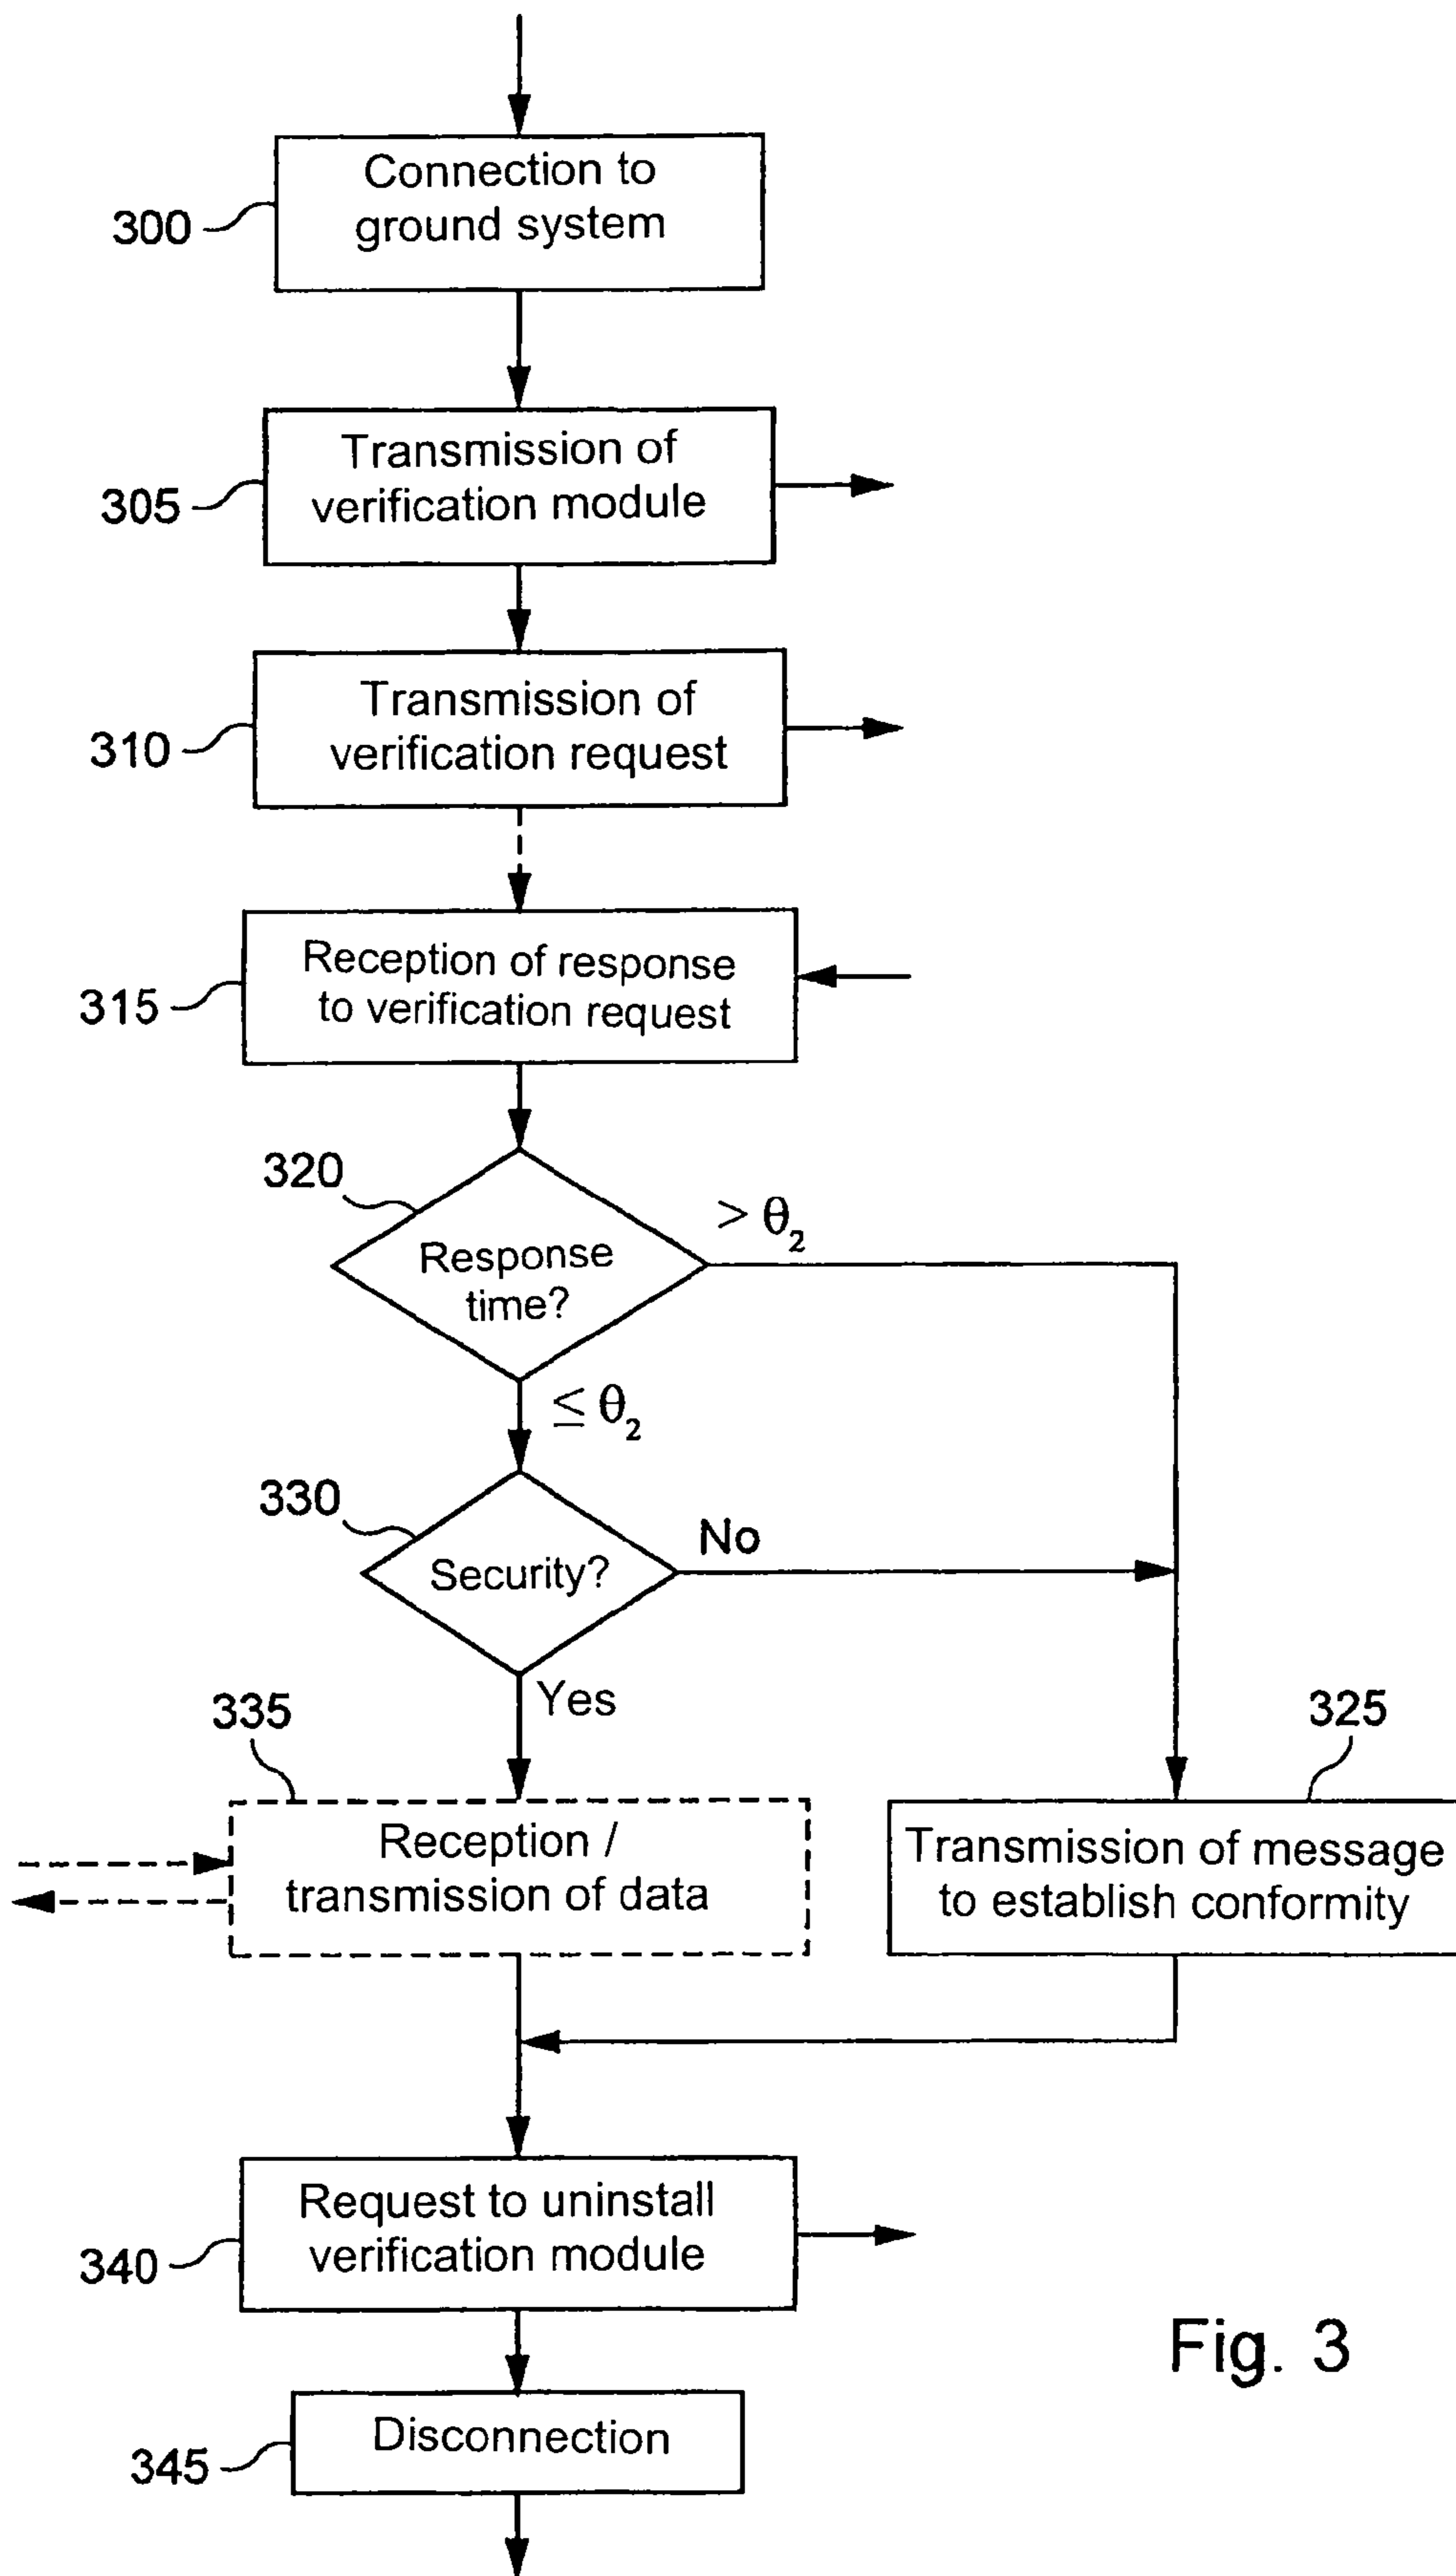 Connection to
ground system
300
Transmission of
verification module
305
Transmission of
verification request
310
Reception of response
to verification request
315
320
> θ₂
Response
time?
≤ θ₂
330
No
Security?
Yes
335
325
Reception /
transmission of data
Transmission of message
to establish conformity
Request to uninstall
verification module
340
Fig. 3
Disconnection
345